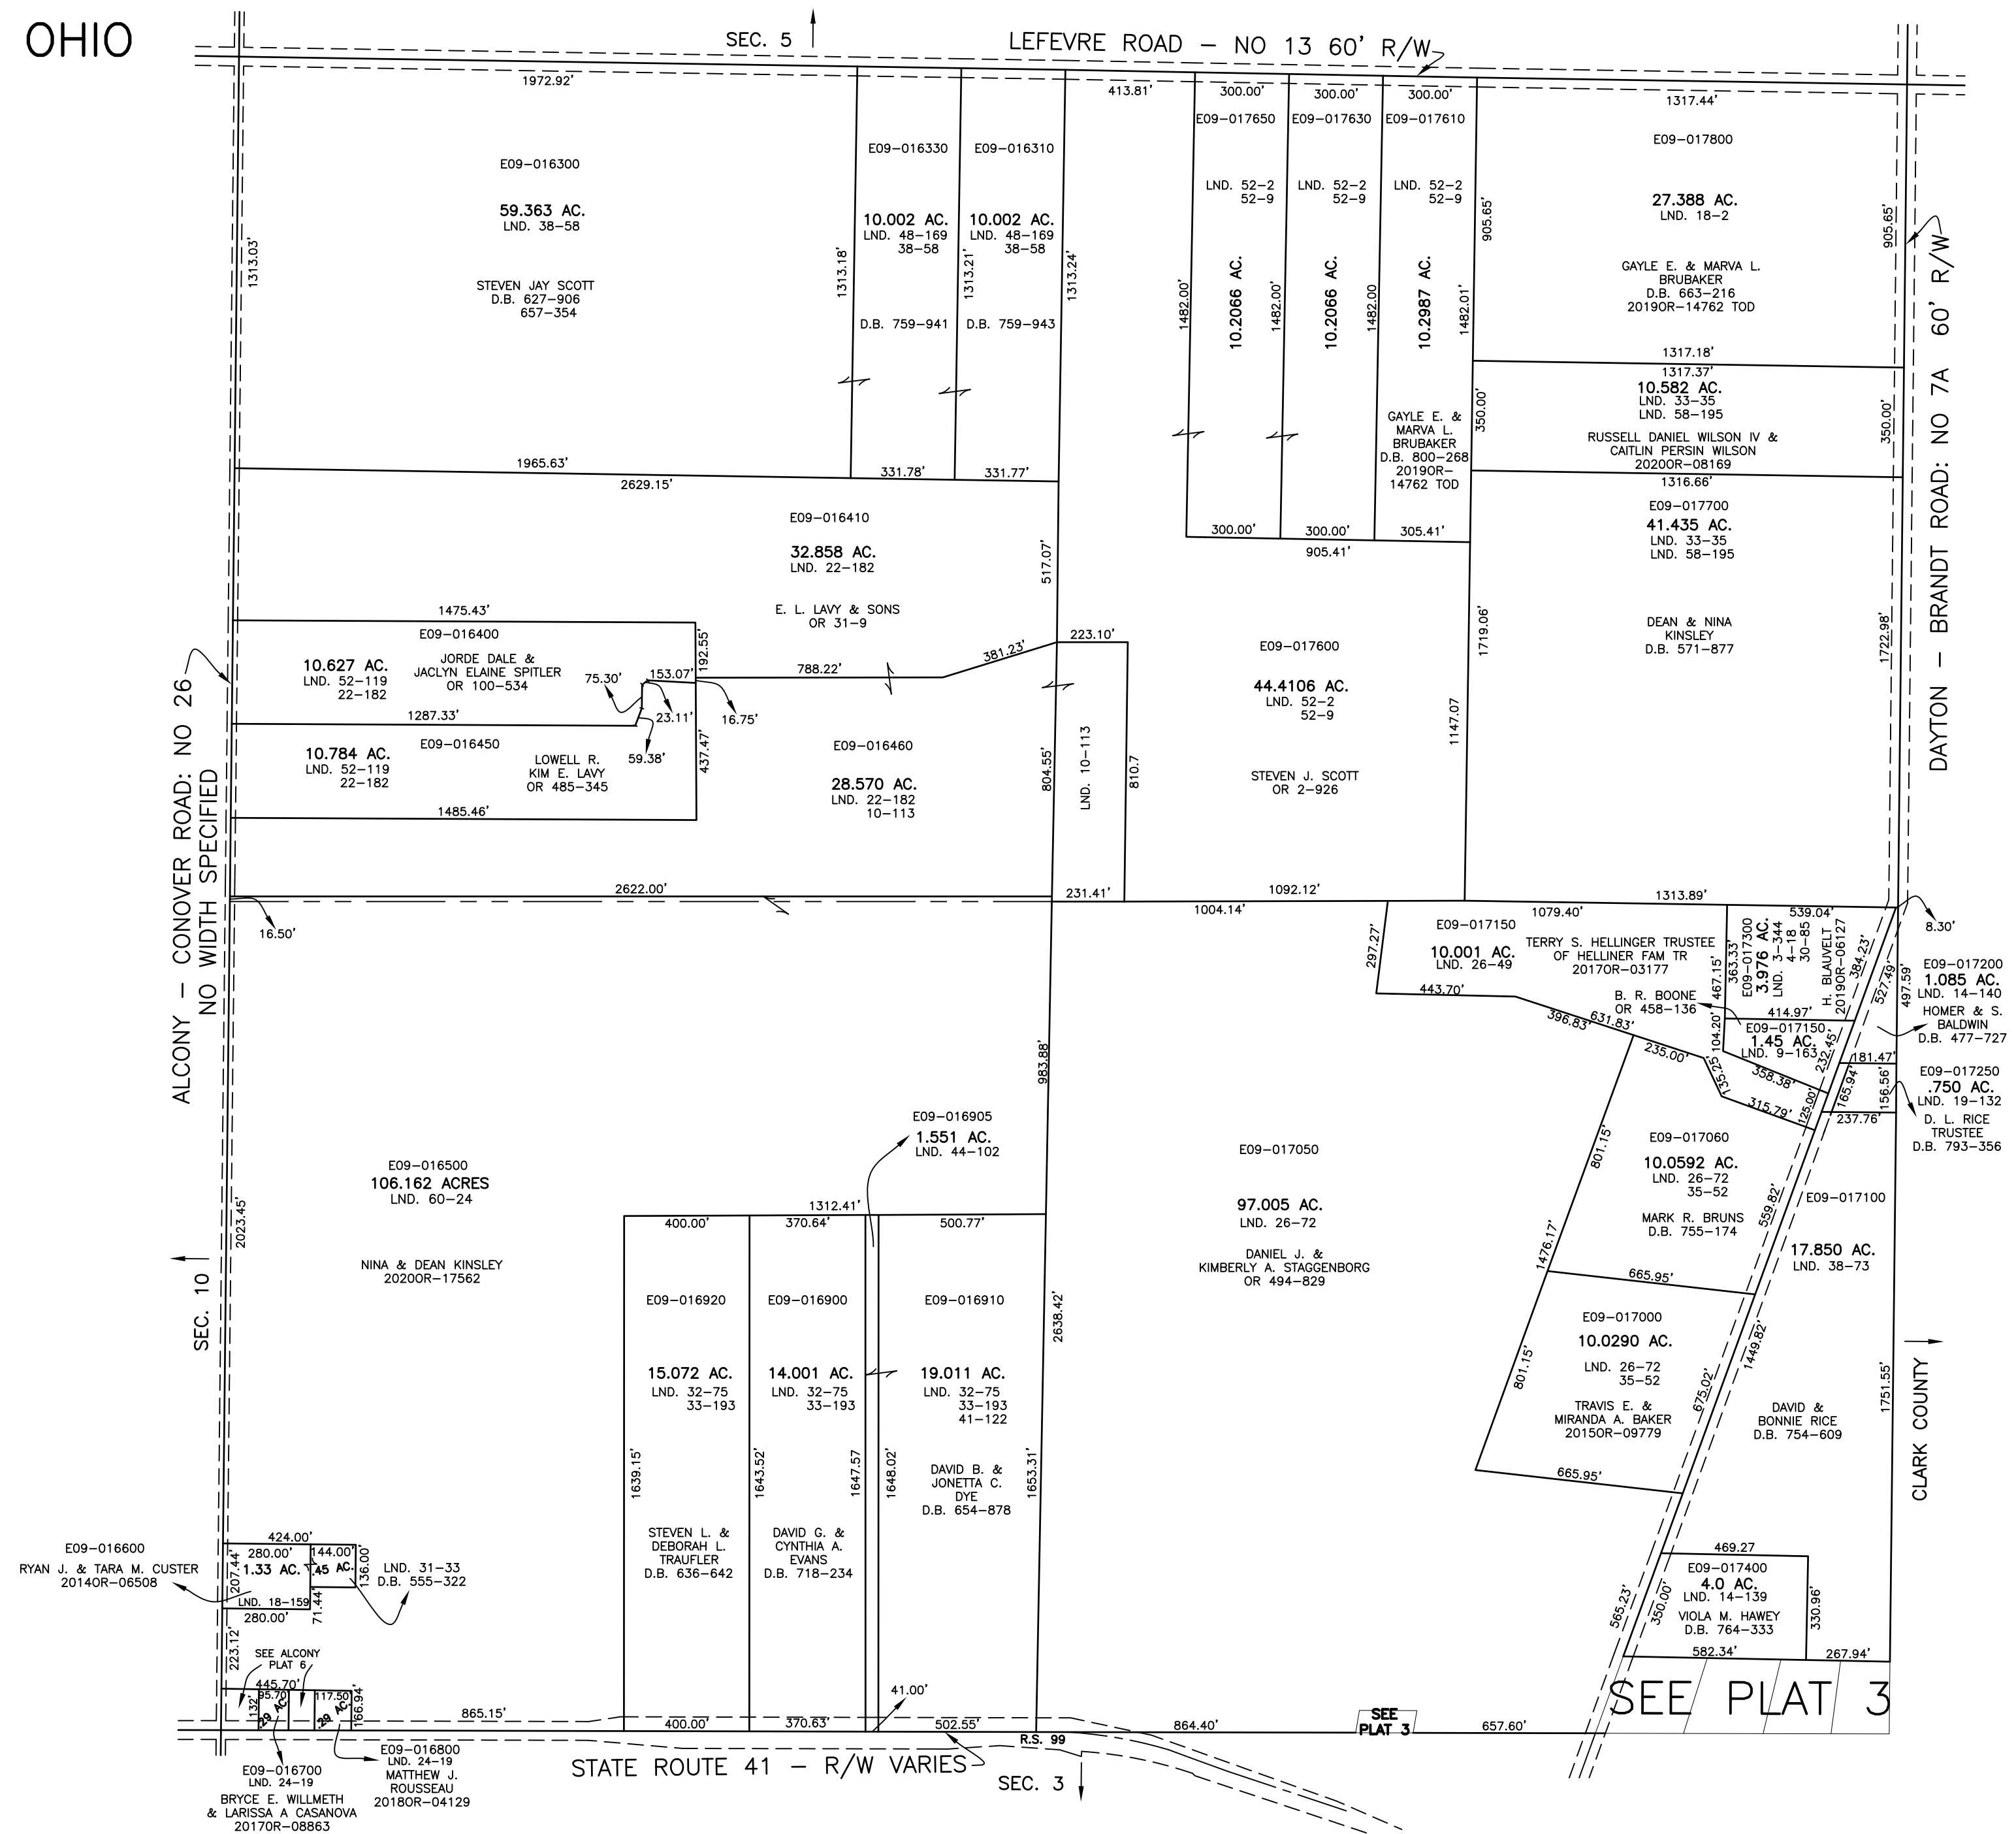 OHIO
SEC. 5
LEFEVRE ROAD – NO 13 60' R/W
1972.92'
413.81'
300.00'
300.00'
300.00'
1317.44'
E09–016300
59.363 AC.
LND. 38–58
STEVEN JAY SCOTT
D.B. 627–906
657–354
1313.03'
1313.18'
E09–016330
10.002 AC.
LND. 48–169
38–58
D.B. 759–941
1313.21'
E09–016310
10.002 AC.
LND. 48–169
38–58
D.B. 759–943
1313.24'
E09–017650
LND. 52–2
52–9
10.2066 AC.
1482.00'
1482.00'
E09–017630
LND. 52–2
52–9
10.2066 AC.
1482.00
E09–017610
LND. 52–2
52–9
10.2987 AC.
1482.01'
GAYLE E. &
MARVA L.
BRUBAKER
D.B. 800–268
2019OR–
14762 TOD
E09–017800
27.388 AC.
LND. 18–2
GAYLE E. & MARVA L.
BRUBAKER
D.B. 663–216
2019OR–14762 TOD
905.65'
905.65'
1317.18'
1317.37'
10.582 AC.
LND. 33–35
LND. 58–195
RUSSELL DANIEL WILSON IV &
CAITLIN PERSIN WILSON
2020OR–08169
350.00'
350.00'
1316.66'
DAYTON – BRANDT ROAD: NO 7A 60' R/W
1965.63'
331.78'
331.77'
2629.15'
E09–016410
32.858 AC.
LND. 22–182
E. L. LAVY & SONS
OR 31–9
517.07'
300.00'
300.00'
305.41'
905.41'
E09–017700
41.435 AC.
LND. 33–35
LND. 58–195
DEAN & NINA
KINSLEY
D.B. 571–877
1719.06'
1147.07
1722.98'
1475.43'
E09–016400
JORDE DALE &
JACLYN ELAINE SPITLER
OR 100–534
10.627 AC.
LND. 52–119
22–182
75.30'
153.07'
192.55'
23.11'
16.75'
788.22'
381.23'
223.10'
1287.33'
59.38'
437.47'
E09–016450
10.784 AC.
LND. 52–119
22–182
LOWELL R.
KIM E. LAVY
OR 485–345
1485.46'
E09–016460
28.570 AC.
LND. 22–182
10–113
804.55'
LND. 10–113
810.7
E09–017600
44.4106 AC.
LND. 52–2
52–9
STEVEN J. SCOTT
OR 2–926
ALCONY – CONOVER ROAD: NO 26
NO WIDTH SPECIFIED
2622.00'
16.50'
231.41'
1092.12'
1313.89'
1004.14'
1079.40'
539.04'
8.30'
297.27'
E09–017150
10.001 AC.
LND. 26–49
TERRY S. HELLINGER TRUSTEE
OF HELLINER FAM TR
2017OR–03177
443.70'
396.83'
631.83'
B. R. BOONE
OR 458–136
467.15'
363.33'
E09–017300
3.976 AC.
LND. 3–344
4–18
30–85
H. BLAUVELT
2019OR–06127
384.23'
527.49'
497.59'
E09–017200
1.085 AC.
LND. 14–140
HOMER & S.
BALDWIN
D.B. 477–727
414.97'
E09–017150
1.45 AC.
LND. 9–163
104.20'
235.00'
135.25'
358.38'
232.45'
315.79'
125.00'
181.47'
165.94'
156.56'
237.76'
E09–017250
.750 AC.
LND. 19–132
D. L. RICE
TRUSTEE
D.B. 793–356
983.88'
E09–016905
1.551 AC.
LND. 44–102
E09–016500
106.162 ACRES
LND. 60–24
NINA & DEAN KINSLEY
2020OR–17562
2023.45'
SEC. 10
1312.41'
400.00'
370.64'
500.77'
E09–016920
15.072 AC.
LND. 32–75
33–193
STEVEN L. &
DEBORAH L.
TRAUFLER
D.B. 636–642
1639.15'
E09–016900
14.001 AC.
LND. 32–75
33–193
DAVID G. &
CYNTHIA A.
EVANS
D.B. 718–234
1643.52'
1647.57
1648.02'
E09–016910
19.011 AC.
LND. 32–75
33–193
41–122
DAVID B. &
JONETTA C.
DYE
D.B. 654–878
1653.31'
2638.42'
E09–017050
97.005 AC.
LND. 26–72
DANIEL J. &
KIMBERLY A. STAGGENBORG
OR 494–829
801.15'
1476.17'
801.15'
E09–017060
10.0592 AC.
LND. 26–72
35–52
MARK R. BRUNS
D.B. 755–174
559.82'
665.95'
E09–017000
10.0290 AC.
LND. 26–72
35–52
TRAVIS E. &
MIRANDA A. BAKER
2015OR–09779
675.02'
1449.82'
665.95'
E09–017100
17.850 AC.
LND. 38–73
DAVID &
BONNIE RICE
D.B. 754–609
1751.55'
CLARK COUNTY
469.27
E09–017400
4.0 AC.
LND. 14–139
VIOLA M. HAWEY
D.B. 764–333
565.23'
350.00'
330.96'
582.34'
267.94'
SEE PLAT 3
E09–016600
RYAN J. & TARA M. CUSTER
2014OR–06508
424.00'
280.00'
144.00'
1.33 AC.
.45 AC.
207.44'
136.00'
LND. 18–159
71.44'
280.00'
LND. 31–33
D.B. 555–322
223.12'
SEE ALCONY
PLAT 6
445.70'
95.70'
117.50'
132'
.29 AC.
.29 AC.
166.94'
865.15'
400.00'
370.63'
41.00'
502.55'
R.S. 99
864.40'
SEE
PLAT 3
657.60'
E09–016700
LND. 24–19
BRYCE E. WILLMETH
& LARISSA A CASANOVA
2017OR–08863
E09–016800
LND. 24–19
MATTHEW J.
ROUSSEAU
2018OR–04129
STATE ROUTE 41 – R/W VARIES
SEC. 3